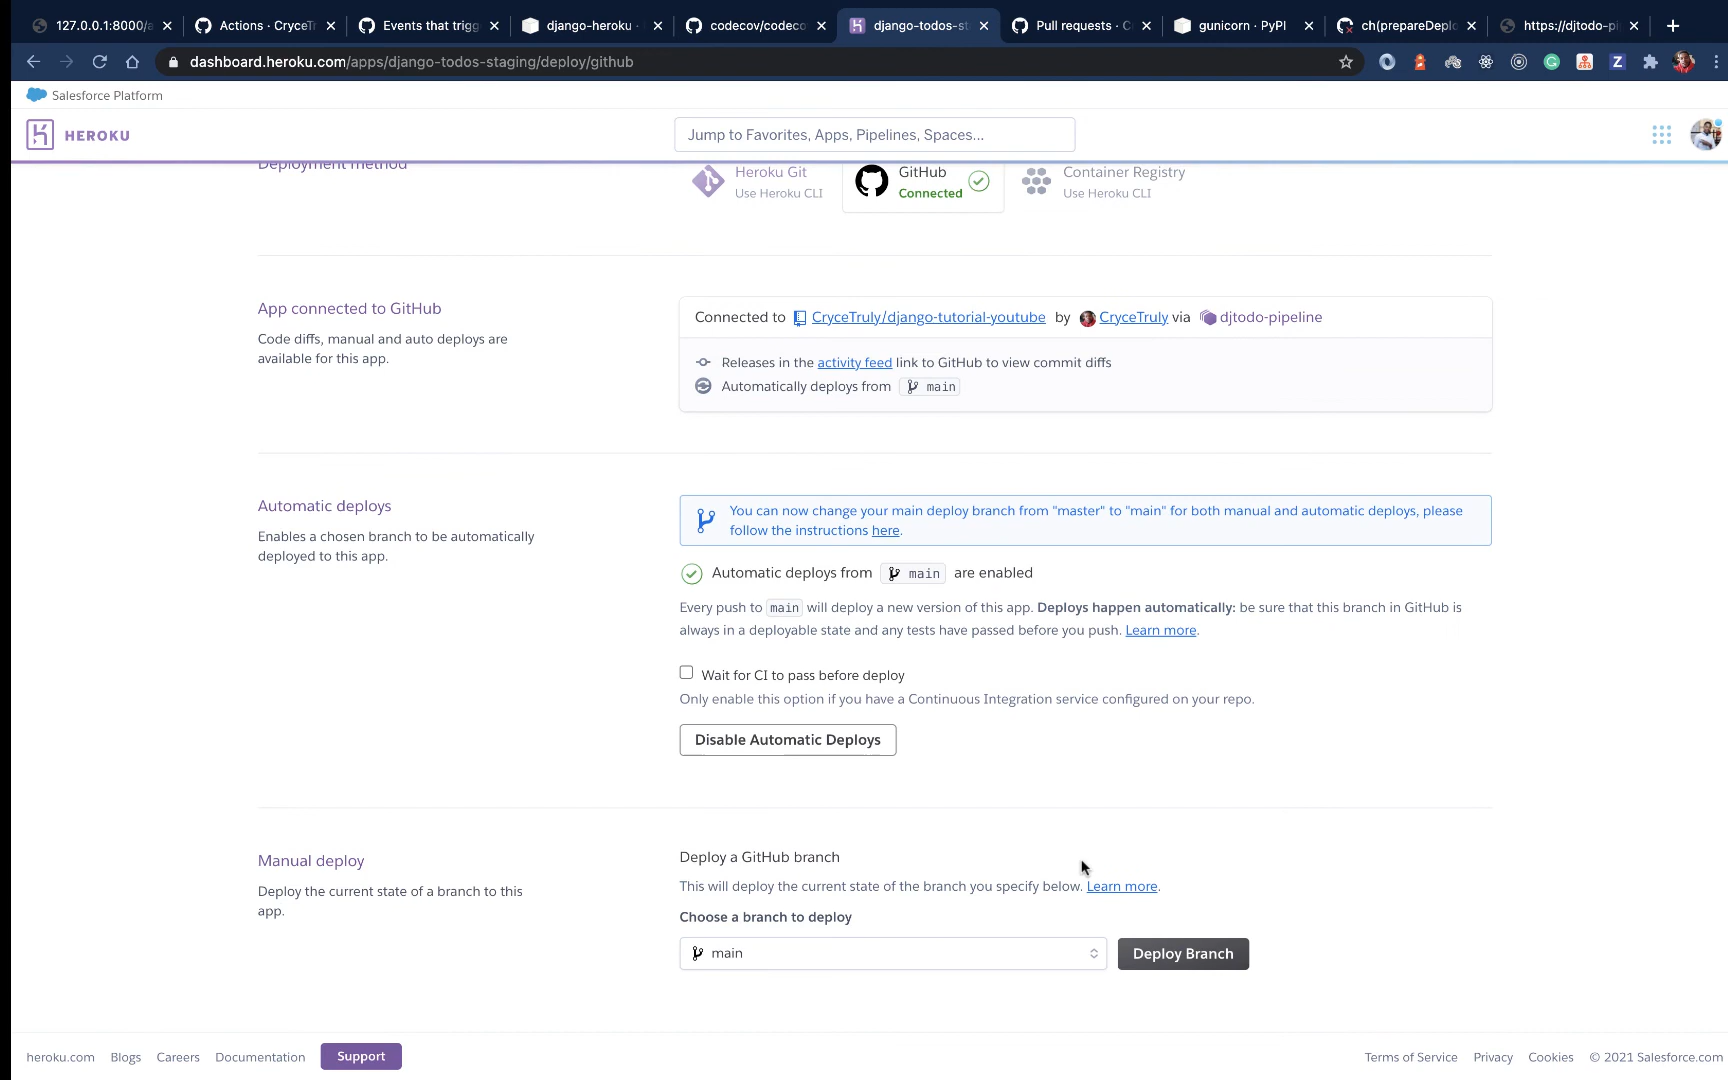 127.0.0.1:8000/a
Actions · CryceTr
Events that trigg
django-heroku ·
codecov/codeco
django-todos-st
Pull requests · C
gunicorn · PyPI
ch(prepareDeplo
https://djtodo-pi
dashboard.heroku.com/apps/django-todos-staging/deploy/github
Salesforce Platform
HEROKU
Jump to Favorites, Apps, Pipelines, Spaces...
Deployment method
Heroku Git
Use Heroku CLI
GitHub
Connected
Container Registry
Use Heroku CLI
App connected to GitHub
Code diffs, manual and auto deploys are
available for this app.
Connected to CryceTruly/django-tutorial-youtube by CryceTruly via djtodo-pipeline
Releases in the activity feed link to GitHub to view commit diffs
Automatically deploys from main
Automatic deploys
Enables a chosen branch to be automatically
deployed to this app.
You can now change your main deploy branch from "master" to "main" for both manual and automatic deploys, please
follow the instructions here.
Automatic deploys from main are enabled
Every push to main will deploy a new version of this app. Deploys happen automatically: be sure that this branch in GitHub is
always in a deployable state and any tests have passed before you push. Learn more.
Wait for CI to pass before deploy
Only enable this option if you have a Continuous Integration service configured on your repo.
Disable Automatic Deploys
Manual deploy
Deploy the current state of a branch to this
app.
Deploy a GitHub branch
This will deploy the current state of the branch you specify below. Learn more.
Choose a branch to deploy
main
Deploy Branch
heroku.com Blogs Careers Documentation Support
Terms of Service Privacy Cookies © 2021 Salesforce.com